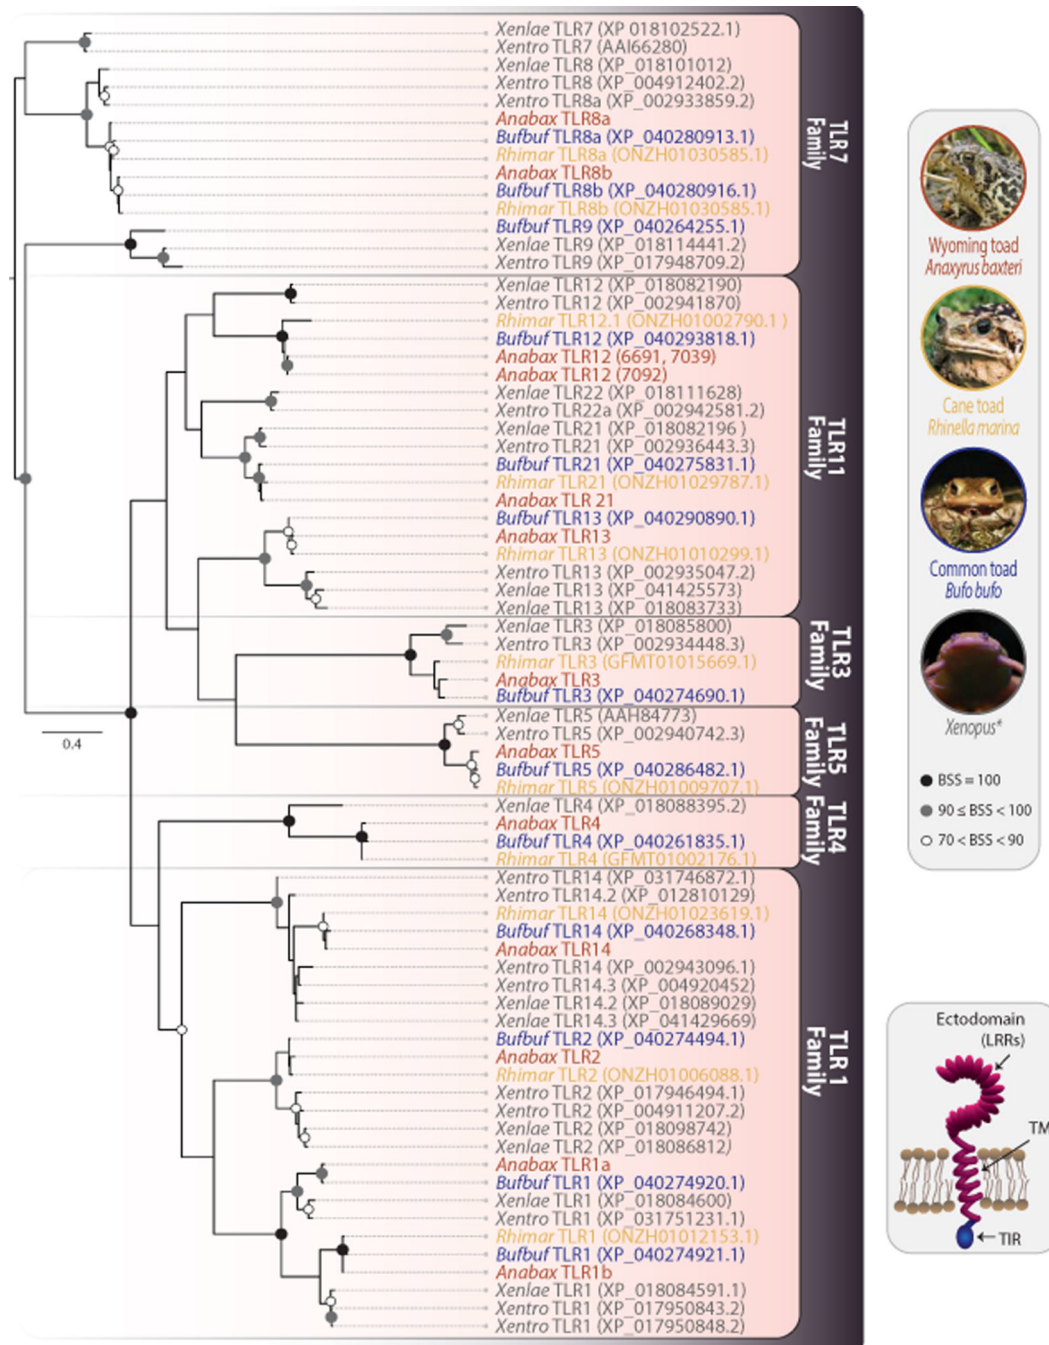 Xenlae TLR7 (XP 018102522.1)
Xentro TLR7 (AAI66280)
Xenlae TLR8 (XP_018101012)
Xentro TLR8 (XP_004912402.2)
Xentro TLR8a (XP_002933859.2)
Anabax TLR8a
Bufbuf TLR8a (XP_040280913.1)
Rhimar TLR8a (ONZH01030585.1)
Anabax TLR8b
Bufbuf TLR8b (XP_040280916.1)
Rhimar TLR8b (ONZH01030585.1)
Bufbuf TLR9 (XP_040264255.1)
Xenlae TLR9 (XP_018114441.2)
Xentro TLR9 (XP_017948709.2)
TLR7
Family
Xenlae TLR12 (XP_018082190)
Xentro TLR12 (XP_002941870)
Rhimar TLR12.1 (ONZH01002790.1 )
Bufbuf TLR12 (XP_040293818.1)
Anabax TLR12 (6691, 7039)
Anabax TLR12 (7092)
Xenlae TLR22 (XP_018111628)
Xentro TLR22a (XP_002942581.2)
Xenlae TLR21 (XP_018082196 )
Xentro TLR21 (XP_002936443.3)
Bufbuf TLR21 (XP_040275831.1)
Rhimar TLR21 (ONZH01029787.1)
Anabax TLR 21
Bufbuf TLR13 (XP_040290890.1)
Anabax TLR13
Rhimar TLR13 (ONZH01010299.1)
Xentro TLR13 (XP_002935047.2)
Xenlae TLR13 (XP_041425573)
Xenlae TLR13 (XP_018083733)
TLR11
Family
Xenlae TLR3 (XP_018085800)
Xentro TLR3 (XP_002934448.3)
Rhimar TLR3 (GFMT01015669.1)
Anabax TLR3
Bufbuf TLR3 (XP_040274690.1)
TLR3
Family
Xenlae TLR5 (AAH84773)
Xentro TLR5 (XP_002940742.3)
Anabax TLR5
Bufbuf TLR5 (XP_040286482.1)
Rhimar TLR5 (ONZH01009707.1)
TLR5
Family
Xenlae TLR4 (XP_018088395.2)
Anabax TLR4
Bufbuf TLR4 (XP_040261835.1)
Rhimar TLR4 (GFMT01002176.1)
TLR4
Family
Xentro TLR14 (XP_031746872.1)
Xentro TLR14.2 (XP_012810129)
Rhimar TLR14 (ONZH01023619.1)
Bufbuf TLR14 (XP_040268348.1)
Anabax TLR14
Xentro TLR14 (XP_002943096.1)
Xentro TLR14.3 (XP_004920452)
Xenlae TLR14.2 (XP_018089029)
Xenlae TLR14.3 (XP_041429669)
Bufbuf TLR2 (XP_040274494.1)
Anabax TLR2
Rhimar TLR2 (ONZH01006088.1)
Xentro TLR2 (XP_017946494.1)
Xentro TLR2 (XP_004911207.2)
Xenlae TLR2 (XP_018098742)
Xenlae TLR2 (XP_018086812)
Anabax TLR1a
Bufbuf TLR1 (XP_040274920.1)
Xenlae TLR1 (XP_018084600)
Xentro TLR1 (XP_031751231.1)
Rhimar TLR1 (ONZH01012153.1)
Bufbuf TLR1 (XP_040274921.1)
Anabax TLR1b
Xenlae TLR1 (XP_018084591.1)
Xentro TLR1 (XP_017950843.2)
Xentro TLR1 (XP_017950848.2)
TLR 1
Family
0.4
Wyoming toad
Anaxyrus baxteri
Cane toad
Rhinella marina
Common toad
Bufo bufo
Xenopus*
BSS = 100
90 ≤ BSS < 100
70 < BSS < 90
Ectodomain
(LRRs)
TM
TIR